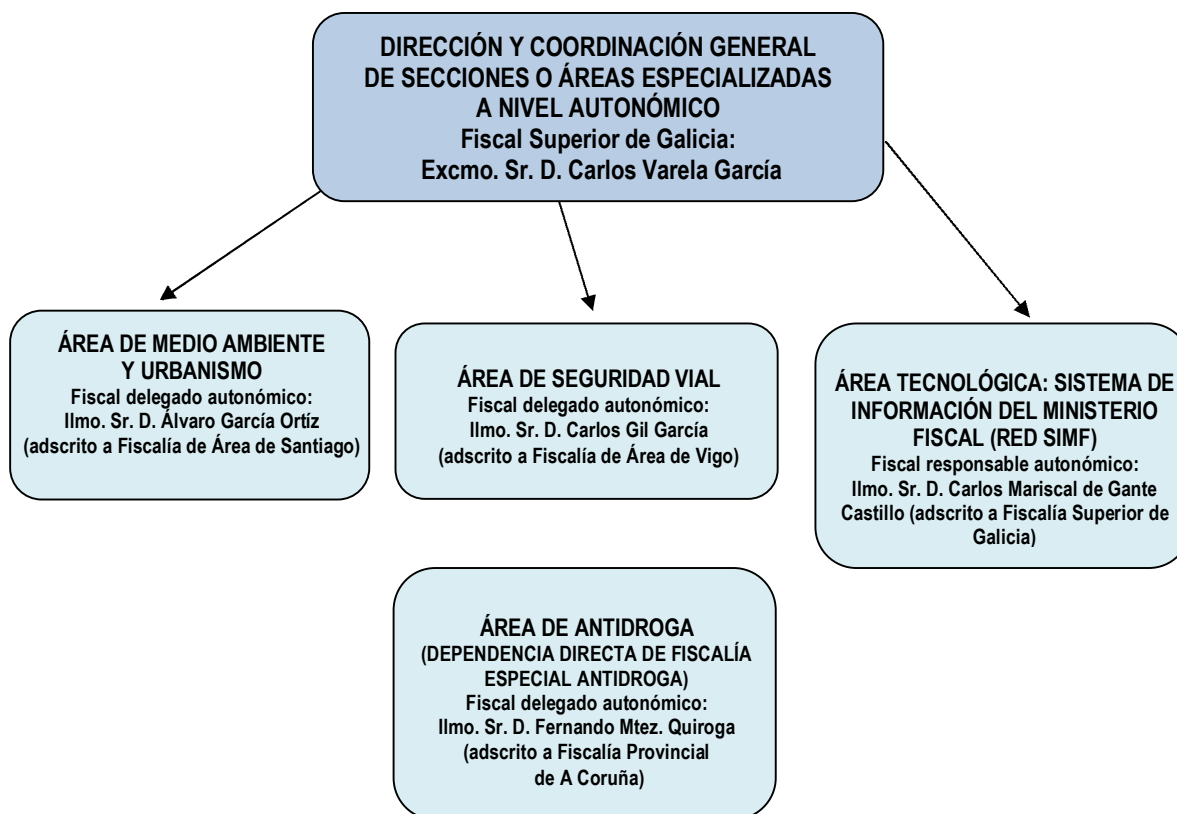 DIRECCIÓN Y COORDINACIÓN GENERAL
DE SECCIONES O ÁREAS ESPECIALIZADAS
A NIVEL AUTONÓMICO
Fiscal Superior de Galicia:
Excmo. Sr. D. Carlos Varela García
ÁREA DE MEDIO AMBIENTE
Y URBANISMO
Fiscal delegado autonómico:
Ilmo. Sr. D. Álvaro García Ortíz
(adscrito a Fiscalía de Área de Santiago)
ÁREA DE SEGURIDAD VIAL
Fiscal delegado autonómico:
Ilmo. Sr. D. Carlos Gil García
(adscrito a Fiscalía de Área de Vigo)
ÁREA TECNOLÓGICA: SISTEMA DE
INFORMACIÓN DEL MINISTERIO
FISCAL (RED SIMF)
Fiscal responsable autonómico:
Ilmo. Sr. D. Carlos Mariscal de Gante
Castillo (adscrito a Fiscalía Superior de
Galicia)
ÁREA DE ANTIDROGA
(DEPENDENCIA DIRECTA DE FISCALÍA
ESPECIAL ANTIDROGA)
Fiscal delegado autonómico:
Ilmo. Sr. D. Fernando Mtez. Quiroga
(adscrito a Fiscalía Provincial
de A Coruña)